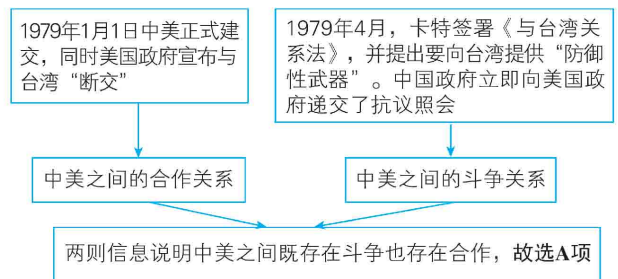 1979年1月1日中美正式建
交，同时美国政府宣布与
台湾“断交”
1979年4月，卡特签署《与台湾关
系法》，并提出要向台湾提供“防御
性武器”。中国政府立即向美国政
府递交了抗议照会
中美之间的合作关系
中美之间的斗争关系
两则信息说明中美之间既存在斗争也存在合作，故选A项